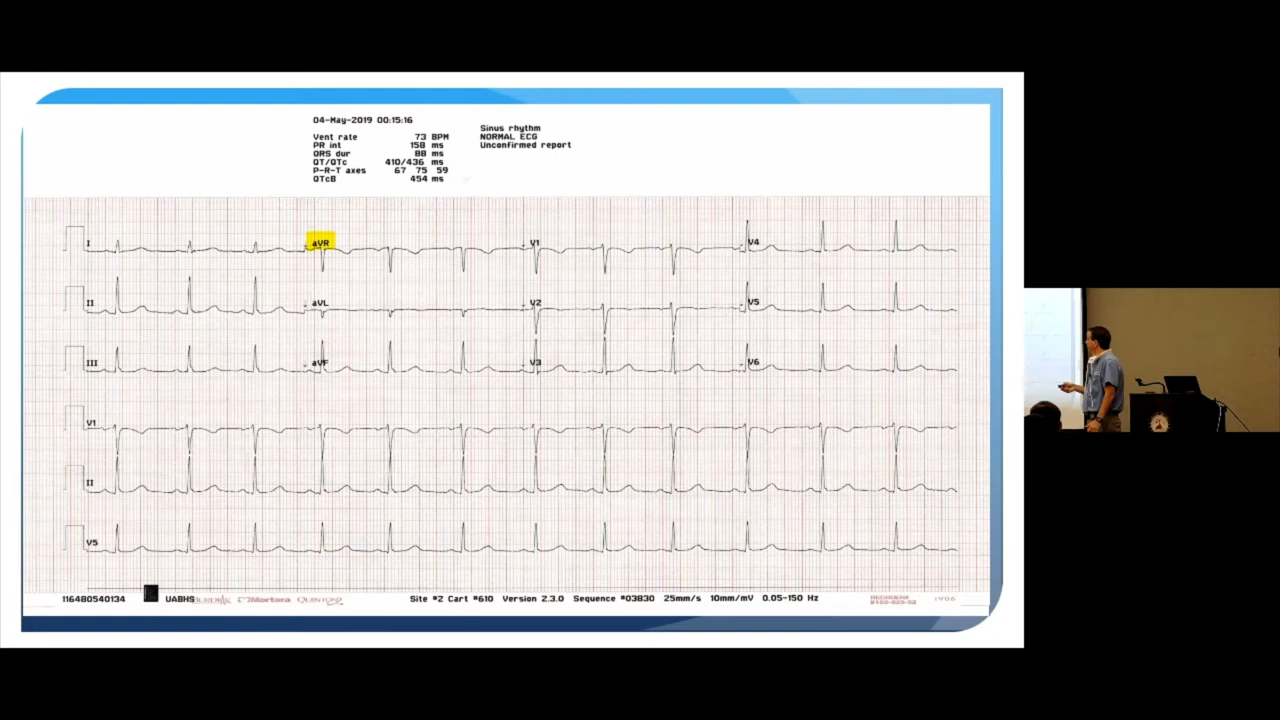 04-May-2019 00:15:16
Vent rate 73 BPM
PR int 158 ms
QRS dur 88 ms
QT/QTc 410/436 ms
P-R-T axes 67 75 59
QTcB 454 ms
Sinus rhythm
NORMAL ECG
Unconfirmed report
I aVR V1 V4
II aVL V2 V5
III aVF V3 V6
V1
II
V5
116480540134 UABHS BURDICK Mortara QUINTON Site #2 Cart #610 Version 2.3.0 Sequence #03830 25mm/s 10mm/mV 0.05-150 Hz